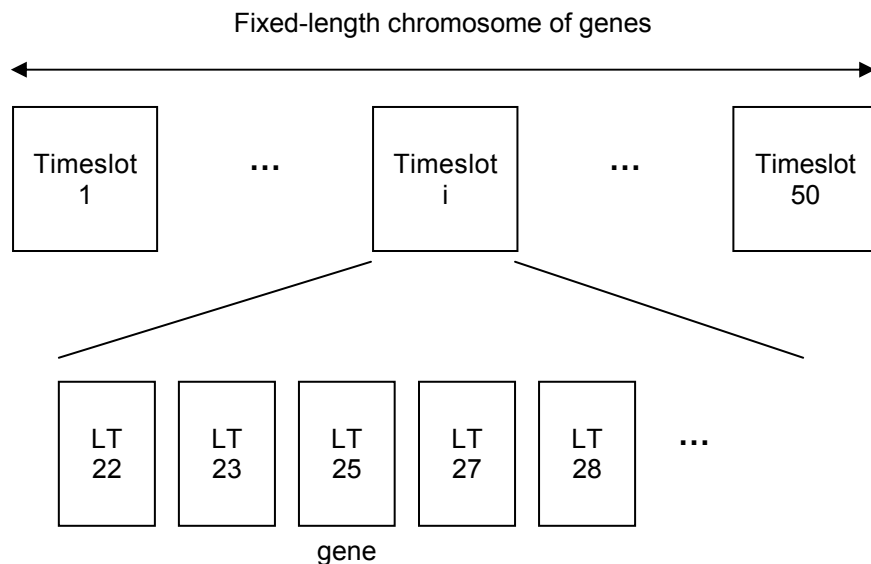 Fixed-length chromosome of genes
Timeslot
1
...
Timeslot
i
...
Timeslot
50
LT
22
LT
23
LT
25
LT
27
LT
28
...
gene